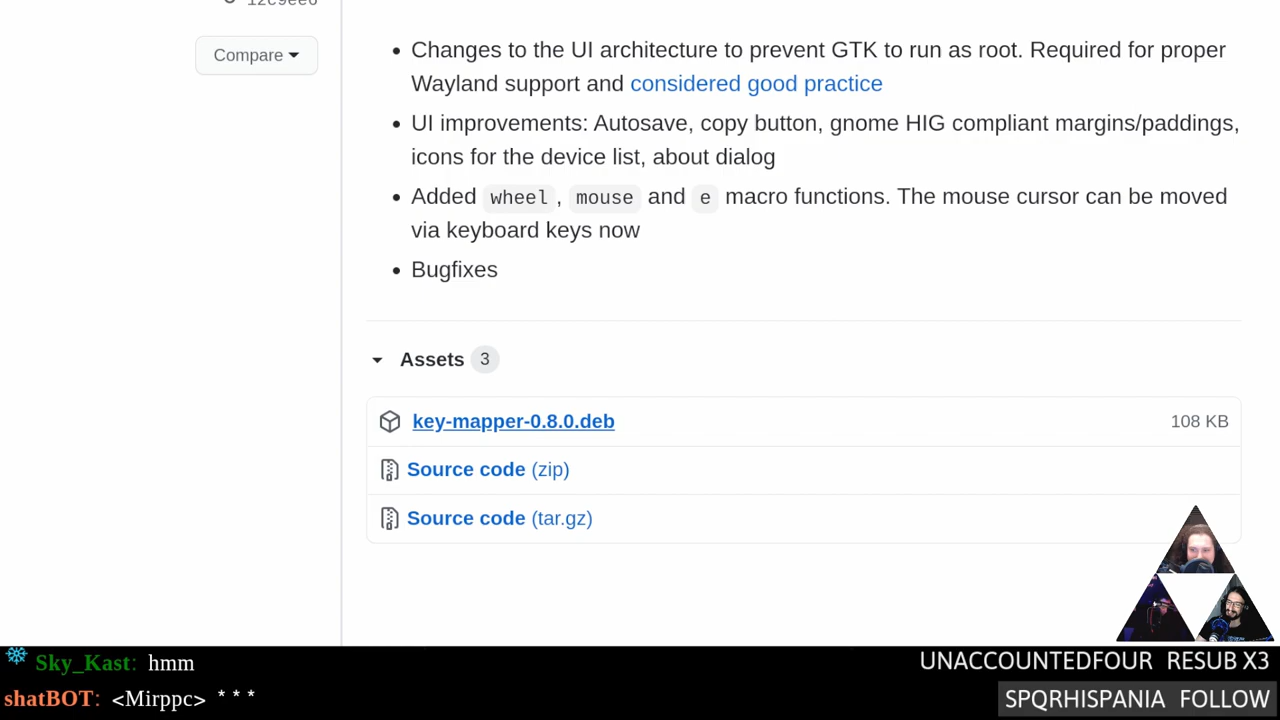 12c9ee6
Compare
Changes to the UI architecture to prevent GTK to run as root. Required for proper
Wayland support and considered good practice
UI improvements: Autosave, copy button, gnome HIG compliant margins/paddings,
icons for the device list, about dialog
Added wheel, mouse and e macro functions. The mouse cursor can be moved
via keyboard keys now
Bugfixes
Assets 3
key-mapper-0.8.0.deb 108 KB
Source code (zip)
Source code (tar.gz)
Sky_Kast: hmm
shatBOT: <Mirppc> ***
UNACCOUNTEDFOUR RESUB X3
SPQRHISPANIA FOLLOW